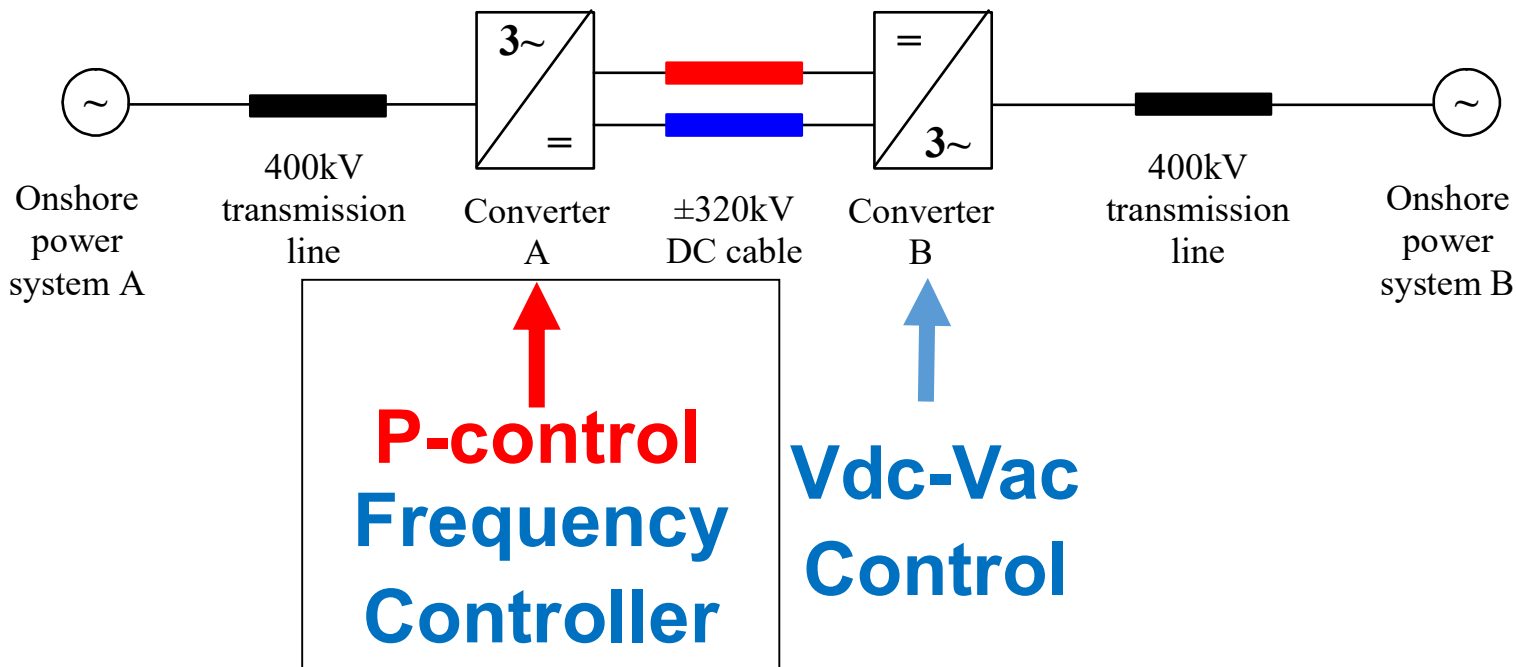 3~
=
=
3~
~
~
Onshore
power
system A
400kV
transmission
line
Converter
A
±320kV
DC cable
Converter
B
400kV
transmission
line
Onshore
power
system B
P-control
Frequency
Controller
Vdc-Vac
Control